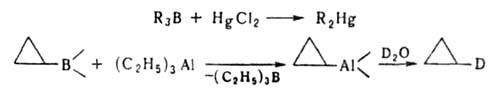 R₃B + HgCl₂ ⟶ R₂Hg
B + (C₂H₅)₃Al −(C₂H₅)₃B Al D₂O D